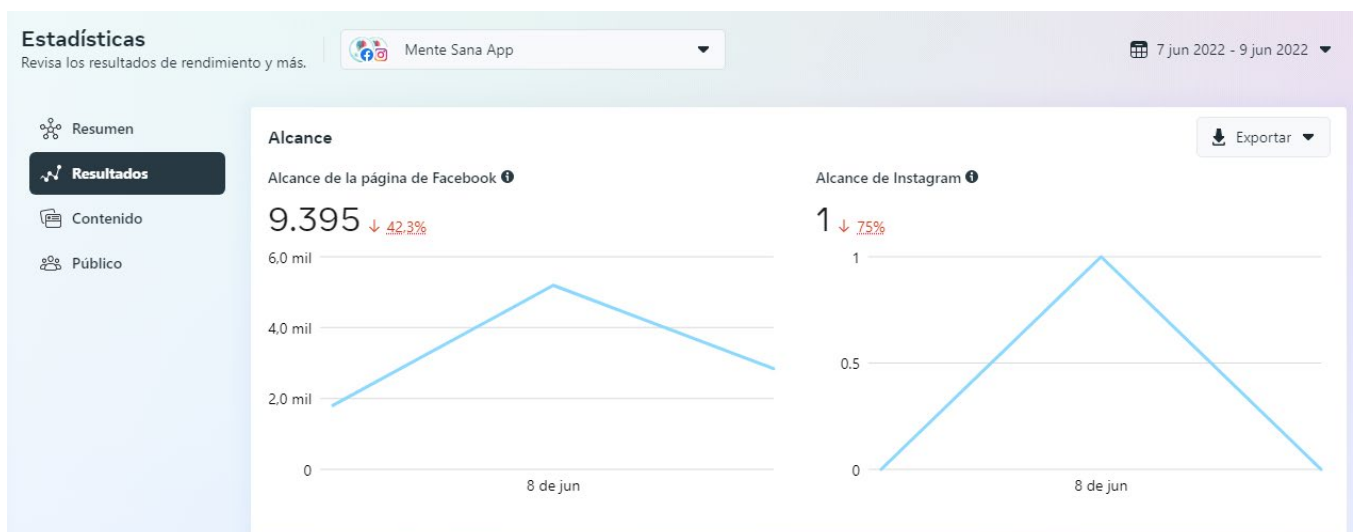 Estadísticas
Revisa los resultados de rendimiento y más.
Mente Sana App
7 jun 2022 - 9 jun 2022
Resumen
Resultados
Contenido
Público
Alcance
Exportar
Alcance de la página de Facebook
9.395 ↓ 42,3%
6,0 mil
4,0 mil
2,0 mil
0
8 de jun
Alcance de Instagram
1 ↓ 75%
1
0.5
0
8 de jun